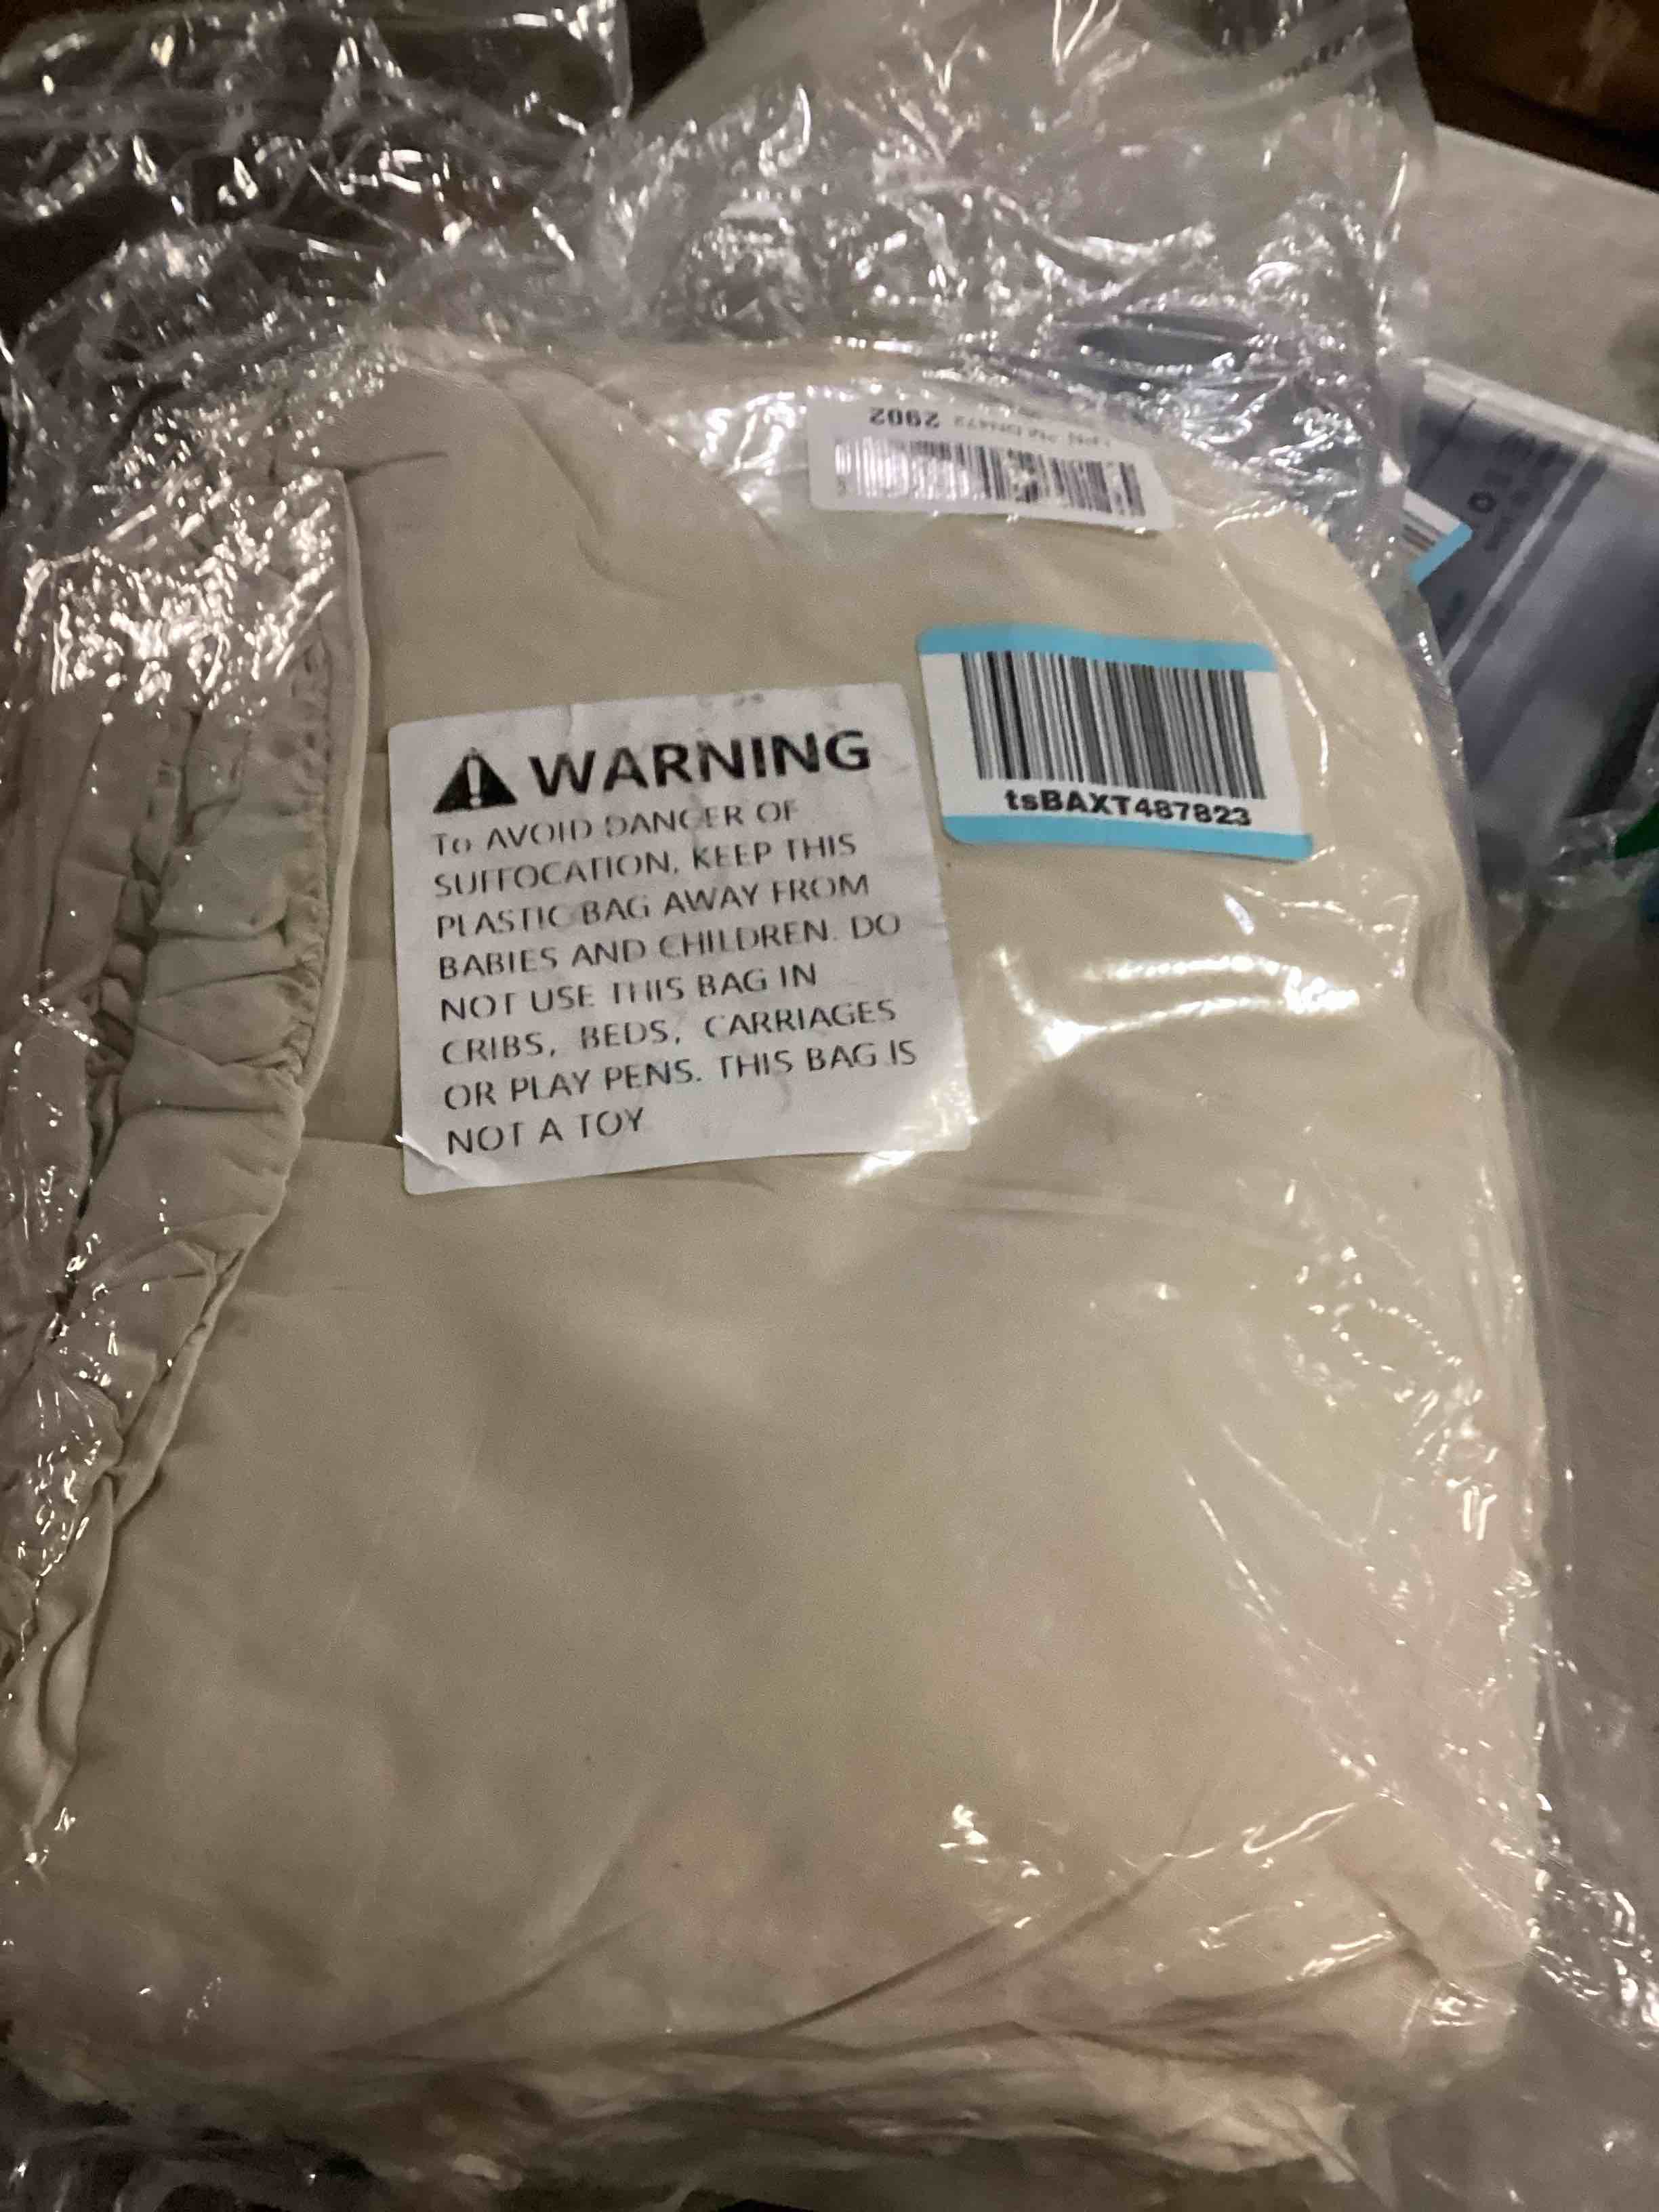 2902
tsBAXT487823
WARNING
To AVOID DANGER OF
SUFFOCATION, KEEP THIS
PLASTIC BAG AWAY FROM
BABIES AND CHILDREN. DO
NOT USE THIS BAG IN
CRIBS, BEDS, CARRIAGES
OR PLAY PENS. THIS BAG IS
NOT A TOY